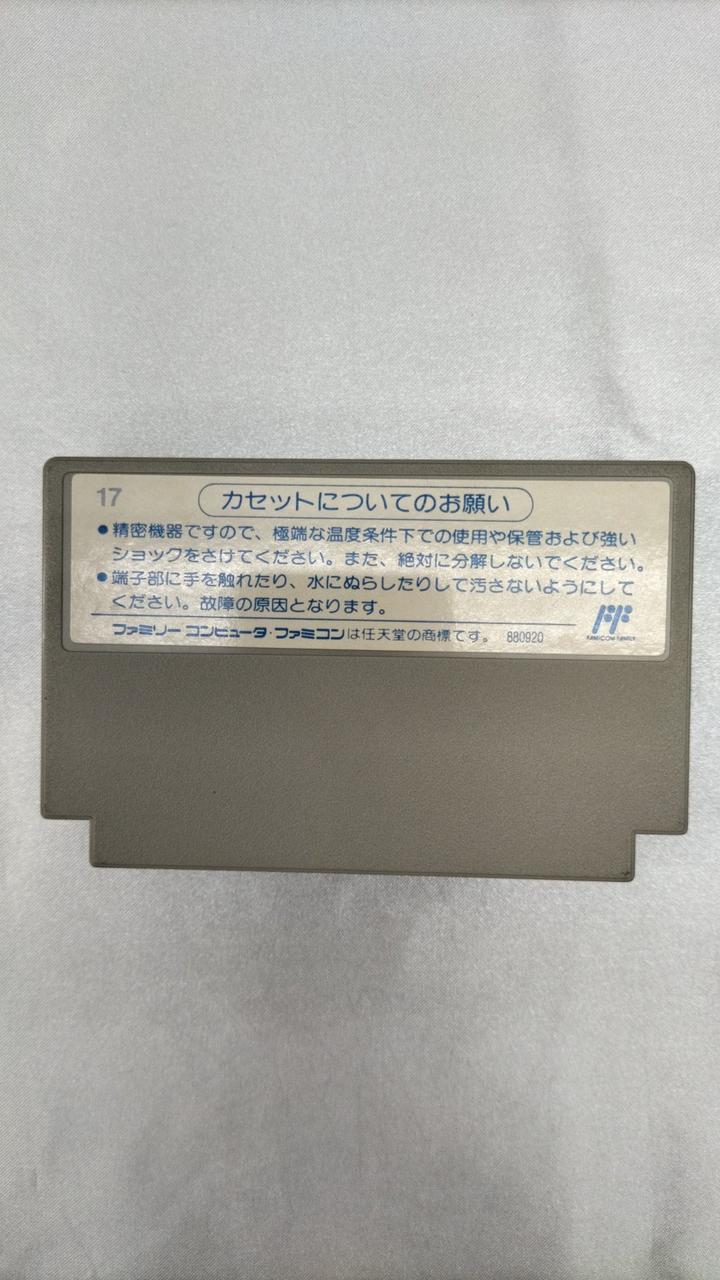 17
カセットについてのお願い
●精密機器ですので、極端な温度条件下での使用や保管および強い
ショックをさけてください。また、絶対に分解しないでください。
●端子部に手を触れたり、水にぬらしたりして汚さないようにして
ください。故障の原因となります。
ファミリー コンピュータ・ファミコンは任天堂の商標です。 880920
FF
FAMICOM FAMILY